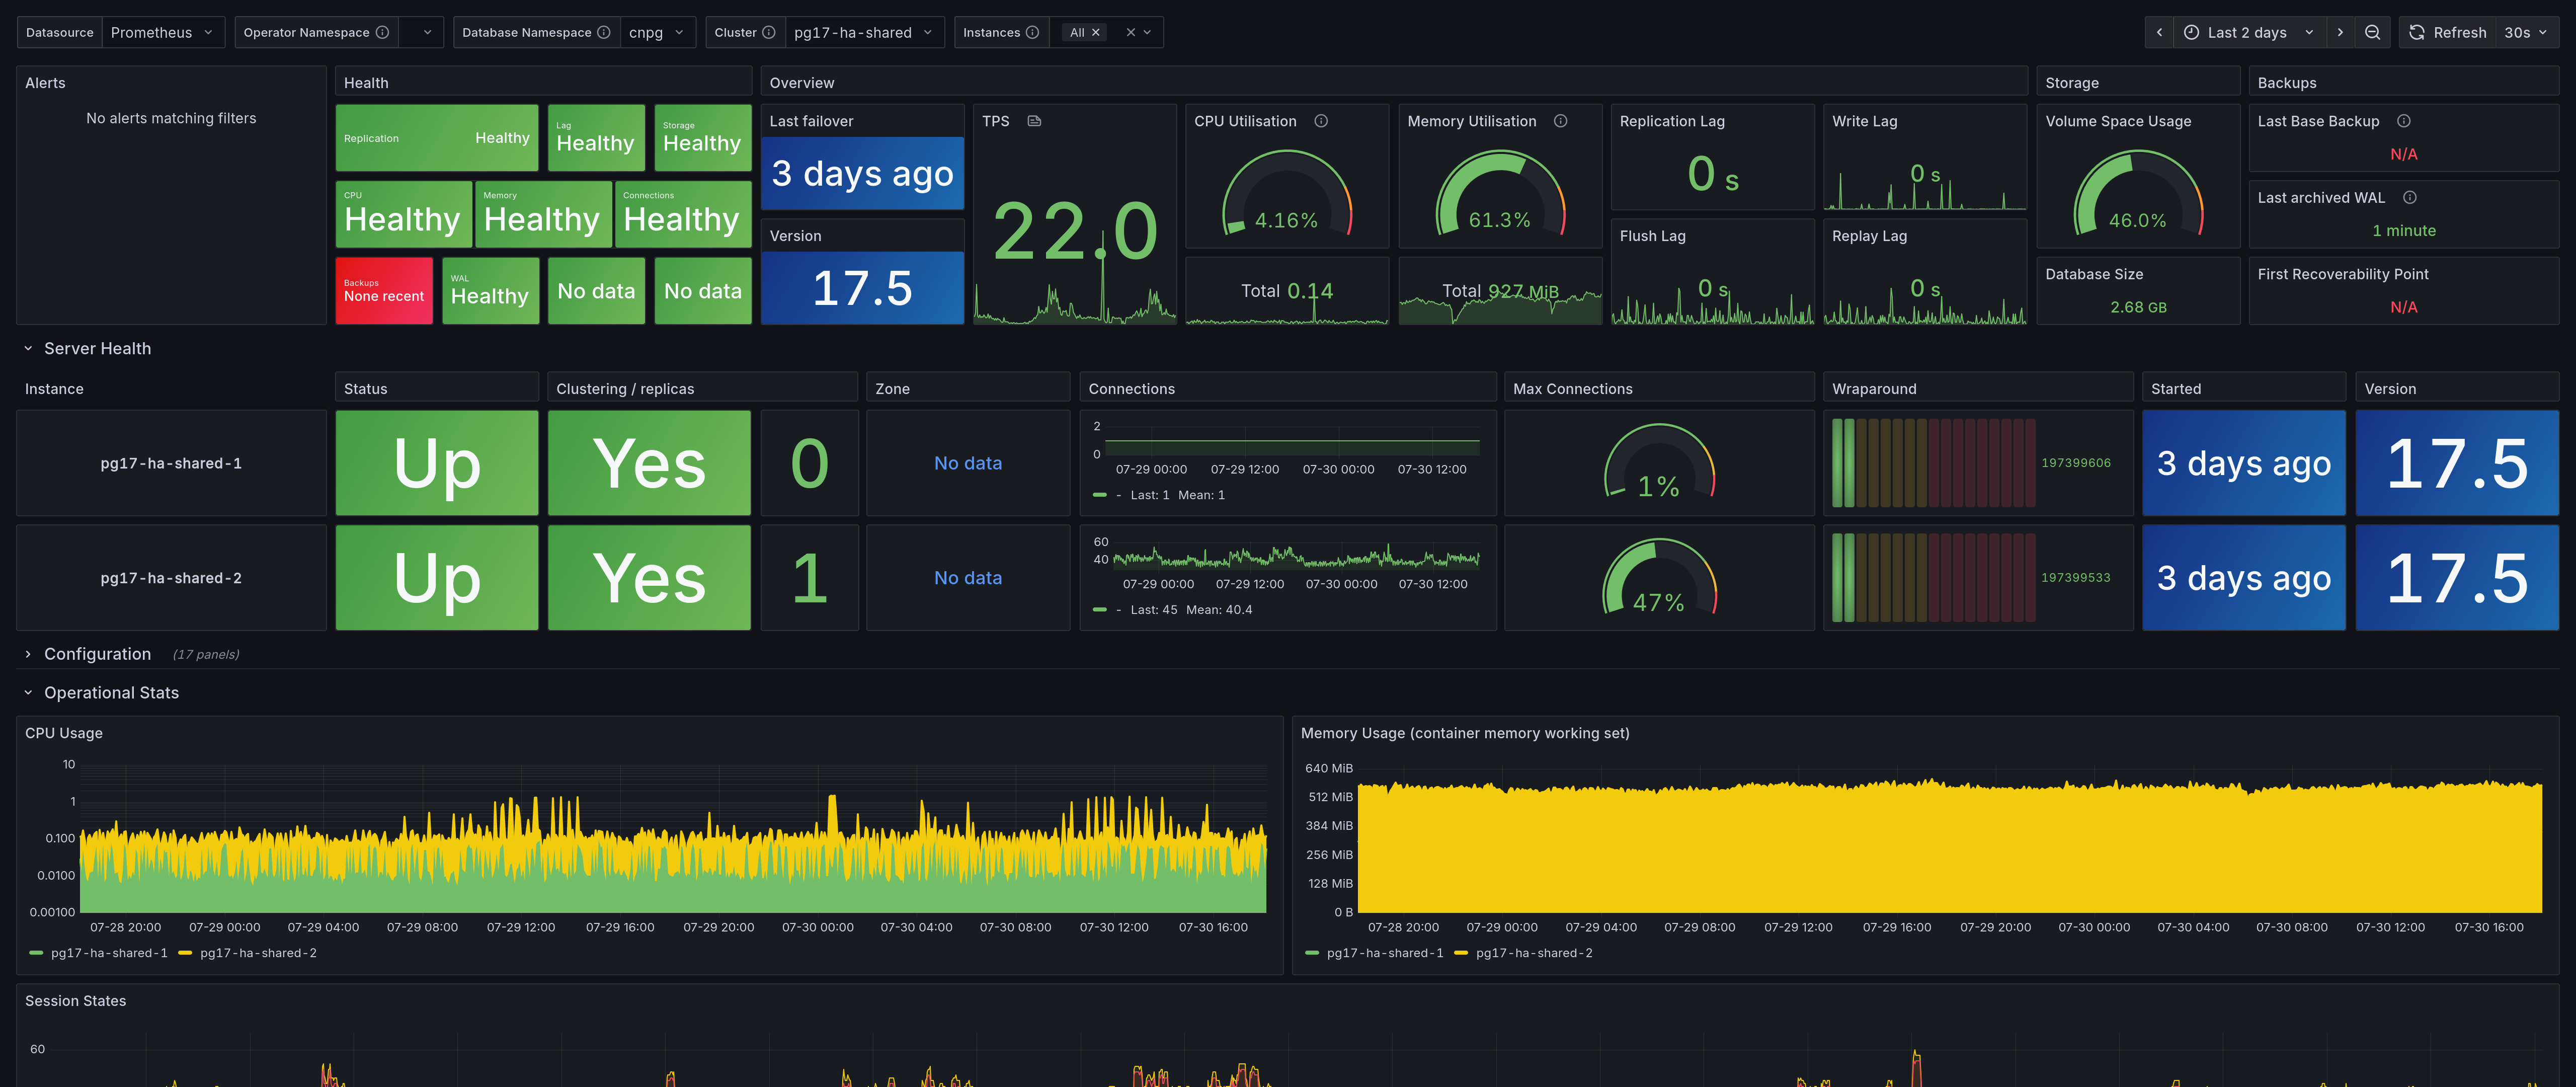 Datasource Prometheus Operator Namespace Database Namespace cnpg Cluster pg17-ha-shared Instances All Last 2 days Refresh 30s
Alerts
No alerts matching filters
Health
Replication Healthy
Lag
Healthy
Storage
Healthy
CPU
Healthy
Memory
Healthy
Connections
Healthy
Backups
None recent
WAL
Healthy
No data
No data
Overview
Last failover
3 days ago
Version
17.5
TPS
22.0
CPU Utilisation
4.16%
Total 0.14
Memory Utilisation
61.3%
Total 927 MiB
Replication Lag
0 s
Write Lag
0 s
Flush Lag
0 s
Replay Lag
0 s
Storage
Volume Space Usage
46.0%
Database Size
2.68 GB
Backups
Last Base Backup
N/A
Last archived WAL
1 minute
First Recoverability Point
N/A
Server Health
Instance Status Clustering / replicas Zone Connections Max Connections Wraparound Started Version
pg17-ha-shared-1
Up
Yes
0
No data
2
0
07-29 00:00 07-29 12:00 07-30 00:00 07-30 12:00
- Last: 1 Mean: 1
1%
197399606
3 days ago
17.5
pg17-ha-shared-2
Up
Yes
1
No data
60
40
07-29 00:00 07-29 12:00 07-30 00:00 07-30 12:00
- Last: 45 Mean: 40.4
47%
197399533
3 days ago
17.5
Configuration (17 panels)
Operational Stats
CPU Usage
10
1
0.100
0.0100
0.00100
07-28 20:00 07-29 00:00 07-29 04:00 07-29 08:00 07-29 12:00 07-29 16:00 07-29 20:00 07-30 00:00 07-30 04:00 07-30 08:00 07-30 12:00 07-30 16:00
pg17-ha-shared-1 pg17-ha-shared-2
Memory Usage (container memory working set)
640 MiB
512 MiB
384 MiB
256 MiB
128 MiB
0 B
07-28 20:00 07-29 00:00 07-29 04:00 07-29 08:00 07-29 12:00 07-29 16:00 07-29 20:00 07-30 00:00 07-30 04:00 07-30 08:00 07-30 12:00 07-30 16:00
pg17-ha-shared-1 pg17-ha-shared-2
Session States
60